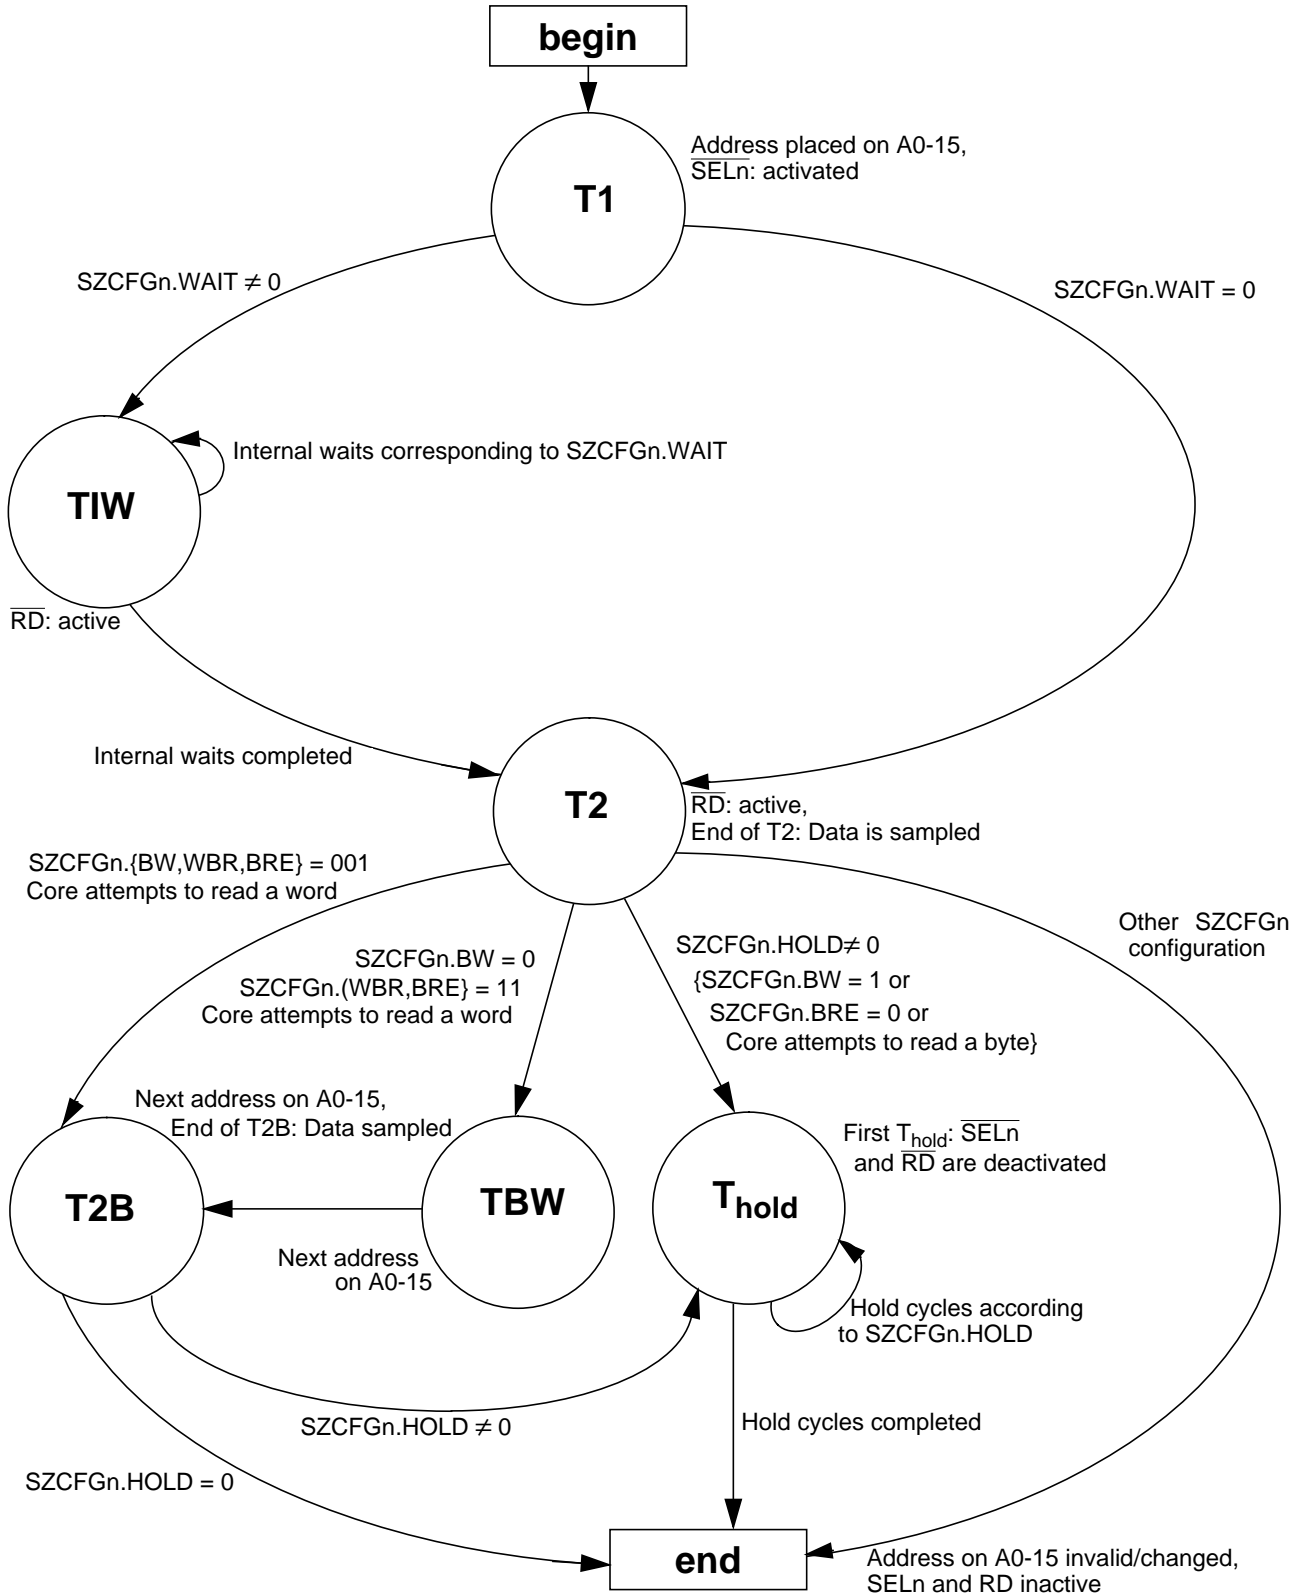 begin
Address placed on A0-15,
SELn: activated
T1
SZCFGn.WAIT ≠ 0
SZCFGn.WAIT = 0
Internal waits corresponding to SZCFGn.WAIT
TIW
RD: active
Internal waits completed
T2
RD: active,
End of T2: Data is sampled
SZCFGn.{BW,WBR,BRE} = 001
Core attempts to read a word
Other SZCFGn
configuration
SZCFGn.BW = 0
SZCFGn.(WBR,BRE} = 11
Core attempts to read a word
SZCFGn.HOLD≠ 0
{SZCFGn.BW = 1 or
SZCFGn.BRE = 0 or
Core attempts to read a byte}
Next address on A0-15,
End of T2B: Data sampled
First Thold: SELn
and RD are deactivated
T2B
TBW
Thold
Next address
on A0-15
Hold cycles according
to SZCFGn.HOLD
SZCFGn.HOLD ≠ 0
Hold cycles completed
SZCFGn.HOLD = 0
end
Address on A0-15 invalid/changed,
SELn and RD inactive